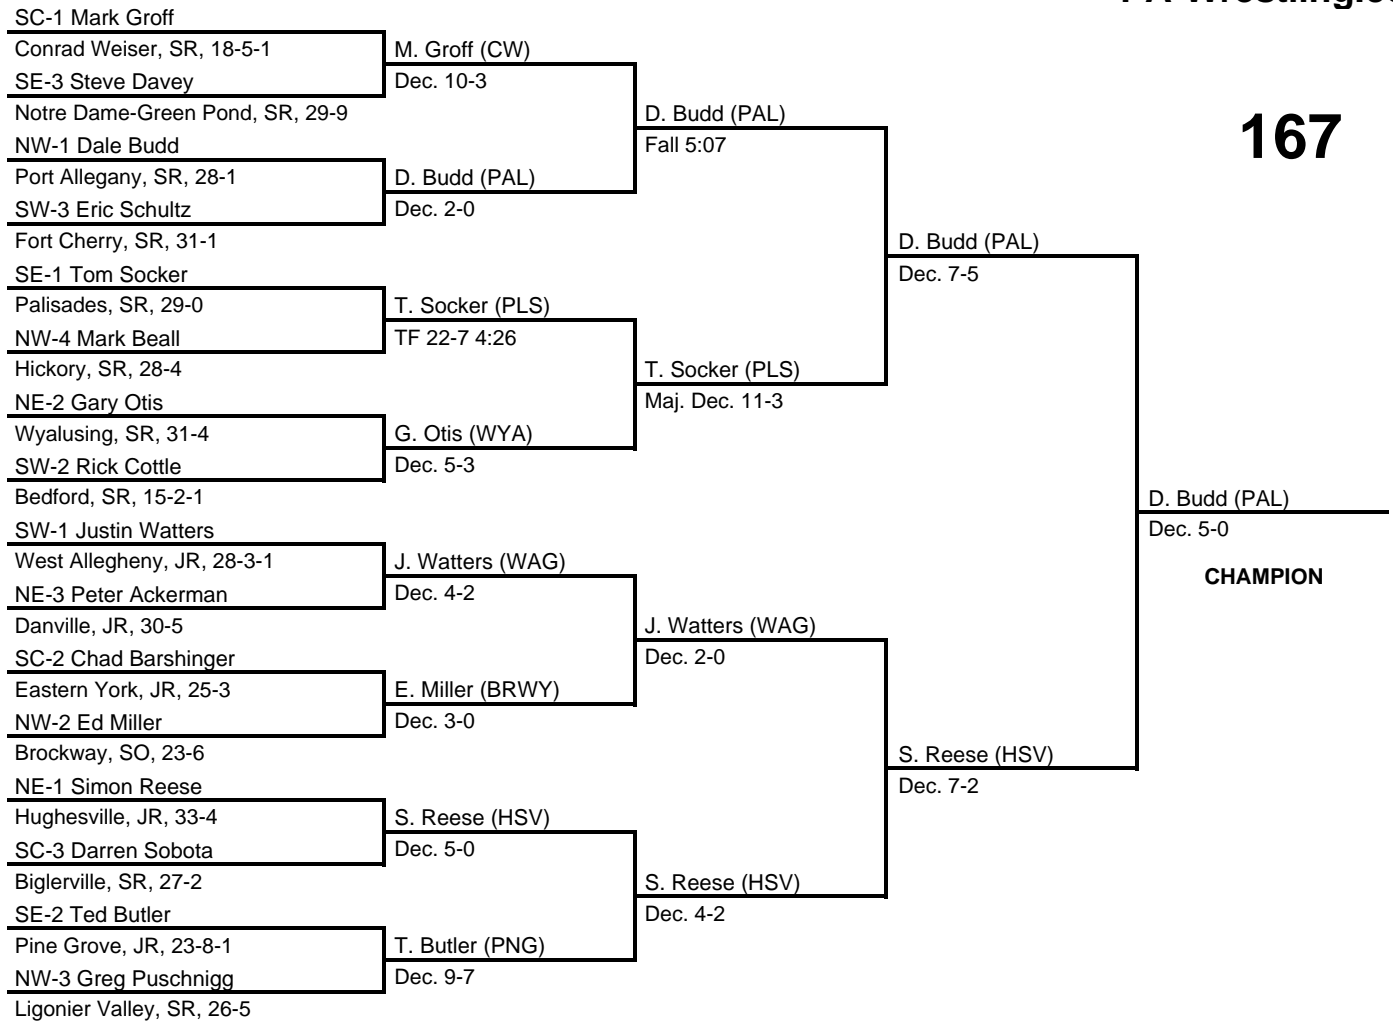 SC-1 Mark Groff
Conrad Weiser, SR, 18-5-1
SE-3 Steve Davey
Notre Dame-Green Pond, SR, 29-9
NW-1 Dale Budd
Port Allegany, SR, 28-1
SW-3 Eric Schultz
Fort Cherry, SR, 31-1
SE-1 Tom Socker
Palisades, SR, 29-0
NW-4 Mark Beall
Hickory, SR, 28-4
NE-2 Gary Otis
Wyalusing, SR, 31-4
SW-2 Rick Cottle
Bedford, SR, 15-2-1
SW-1 Justin Watters
West Allegheny, JR, 28-3-1
NE-3 Peter Ackerman
Danville, JR, 30-5
SC-2 Chad Barshinger
Eastern York, JR, 25-3
NW-2 Ed Miller
Brockway, SO, 23-6
NE-1 Simon Reese
Hughesville, JR, 33-4
SC-3 Darren Sobota
Biglerville, SR, 27-2
SE-2 Ted Butler
Pine Grove, JR, 23-8-1
NW-3 Greg Puschnigg
Ligonier Valley, SR, 26-5
M. Groff (CW)
Dec. 10-3
D. Budd (PAL)
Dec. 2-0
T. Socker (PLS)
TF 22-7 4:26
G. Otis (WYA)
Dec. 5-3
J. Watters (WAG)
Dec. 4-2
E. Miller (BRWY)
Dec. 3-0
S. Reese (HSV)
Dec. 5-0
T. Butler (PNG)
Dec. 9-7
D. Budd (PAL)
Fall 5:07
T. Socker (PLS)
Maj. Dec. 11-3
J. Watters (WAG)
Dec. 2-0
S. Reese (HSV)
Dec. 4-2
D. Budd (PAL)
Dec. 7-5
S. Reese (HSV)
Dec. 7-2
D. Budd (PAL)
Dec. 5-0
CHAMPION
167